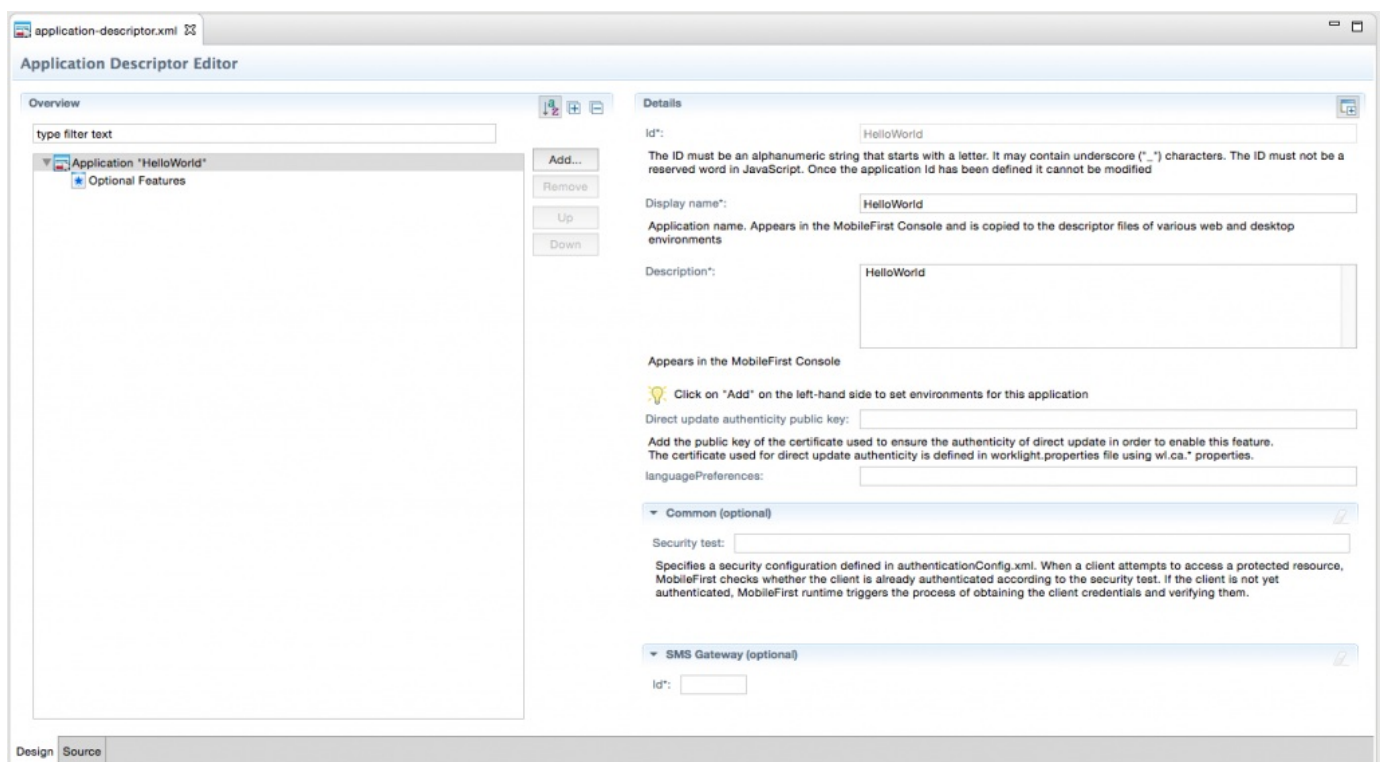 application-descriptor.xml
Application Descriptor Editor
Overview
type filter text
Application "HelloWorld"
Optional Features
Add...
Remove
Up
Down
Details
Id*:
HelloWorld
The ID must be an alphanumeric string that starts with a letter. It may contain underscore ("_") characters. The ID must not be a
reserved word in JavaScript. Once the application Id has been defined it cannot be modified
Display name*:
HelloWorld
Application name. Appears in the MobileFirst Console and is copied to the descriptor files of various web and desktop
environments
Description*:
HelloWorld
Appears in the MobileFirst Console
Click on "Add" on the left-hand side to set environments for this application
Direct update authenticity public key:
Add the public key of the certificate used to ensure the authenticity of direct update in order to enable this feature.
The certificate used for direct update authenticity is defined in worklight.properties file using wl.ca.* properties.
languagePreferences:
Common (optional)
Security test:
Specifies a security configuration defined in authenticationConfig.xml. When a client attempts to access a protected resource,
MobileFirst checks whether the client is already authenticated according to the security test. If the client is not yet
authenticated, MobileFirst runtime triggers the process of obtaining the client credentials and verifying them.
SMS Gateway (optional)
Id*:
Design
Source